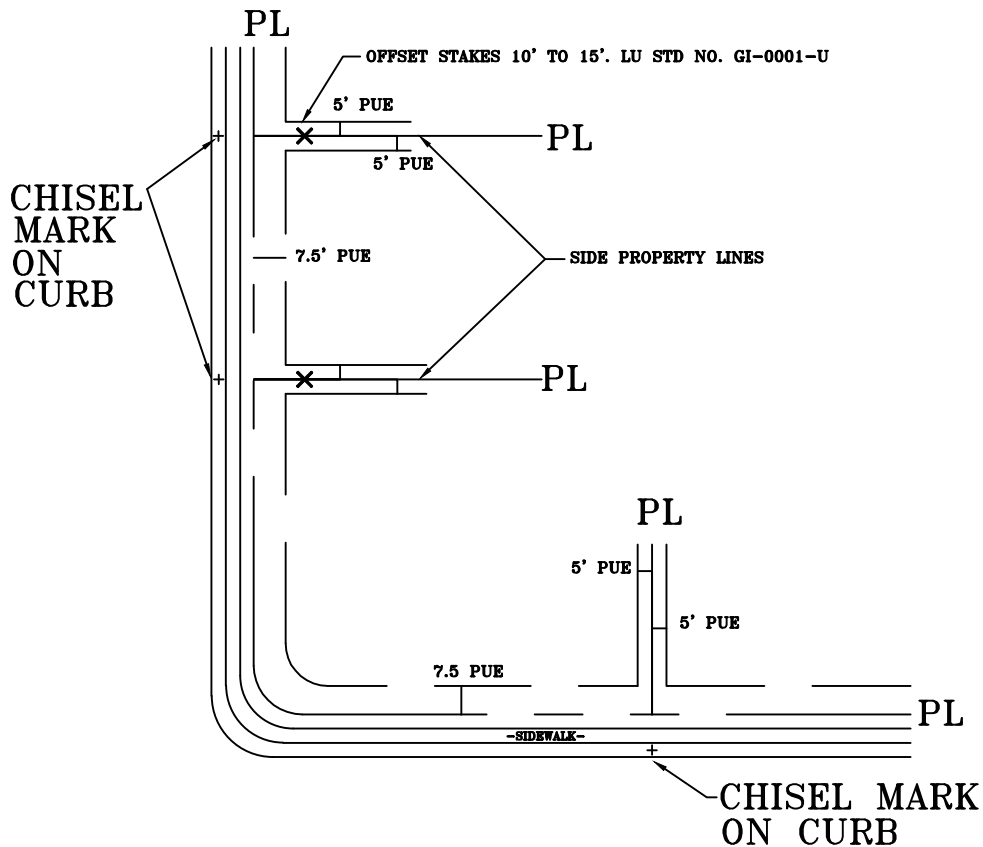 PL
OFFSET STAKES 10' TO 15'. LU STD NO. GI-0001-U
5' PUE
PL
5' PUE
CHISEL
MARK
ON
CURB
7.5' PUE
SIDE PROPERTY LINES
PL
PL
5' PUE
5' PUE
7.5 PUE
PL
-SIDEWALK-
CHISEL MARK
ON CURB